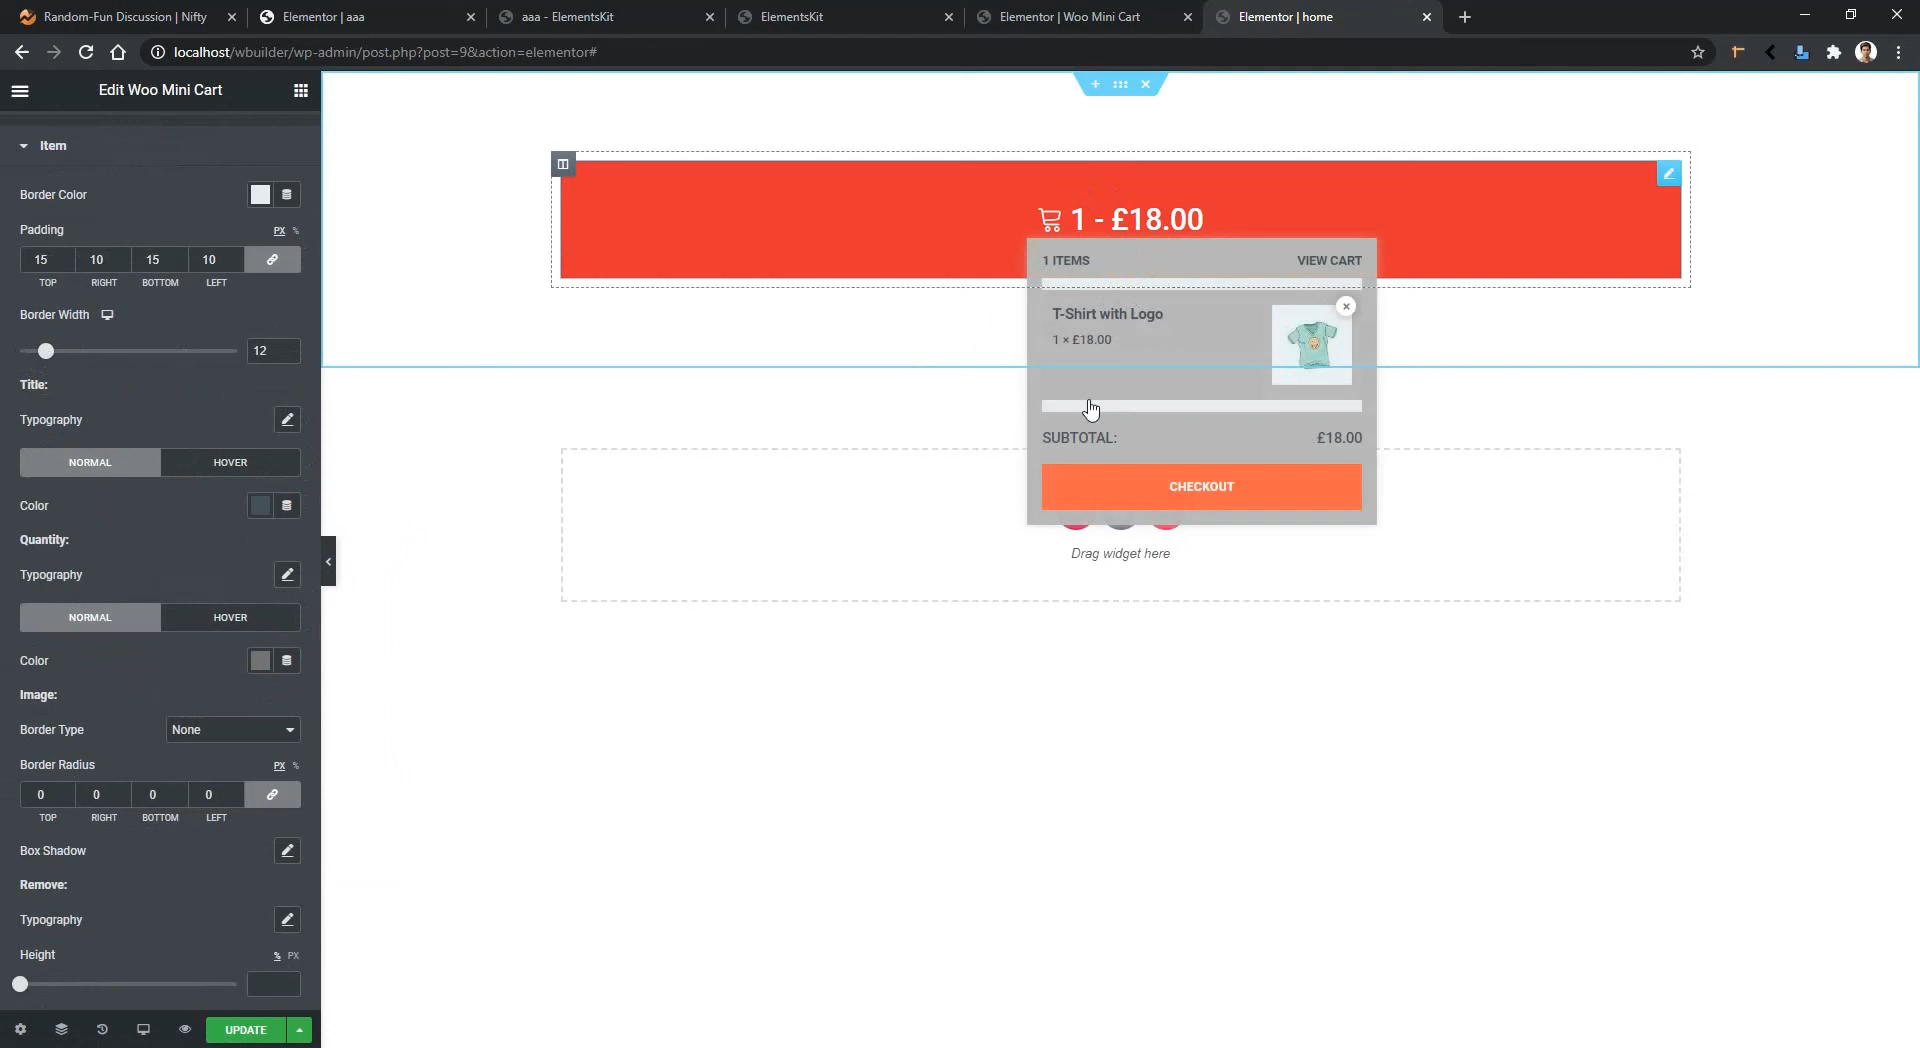 Random-Fun Discussion | Nifty
Elementor | aaa
aaa - ElementsKit
ElementsKit
Elementor | Woo Mini Cart
Elementor | home
localhost/wbuilder/wp-admin/post.php?post=9&action=elementor#
Edit Woo Mini Cart
Item
Border Color
Padding
PX %
15 10 15 10
TOP RIGHT BOTTOM LEFT
Border Width
12
Title:
Typography
NORMAL HOVER
Color
Quantity:
Typography
NORMAL HOVER
Color
Image:
Border Type
None
Border Radius
PX %
0 0 0 0
TOP RIGHT BOTTOM LEFT
Box Shadow
Remove:
Typography
Height
% PX
UPDATE
1 - £18.00
1 ITEMS
VIEW CART
T-Shirt with Logo
1 × £18.00
SUBTOTAL:
£18.00
CHECKOUT
Drag widget here